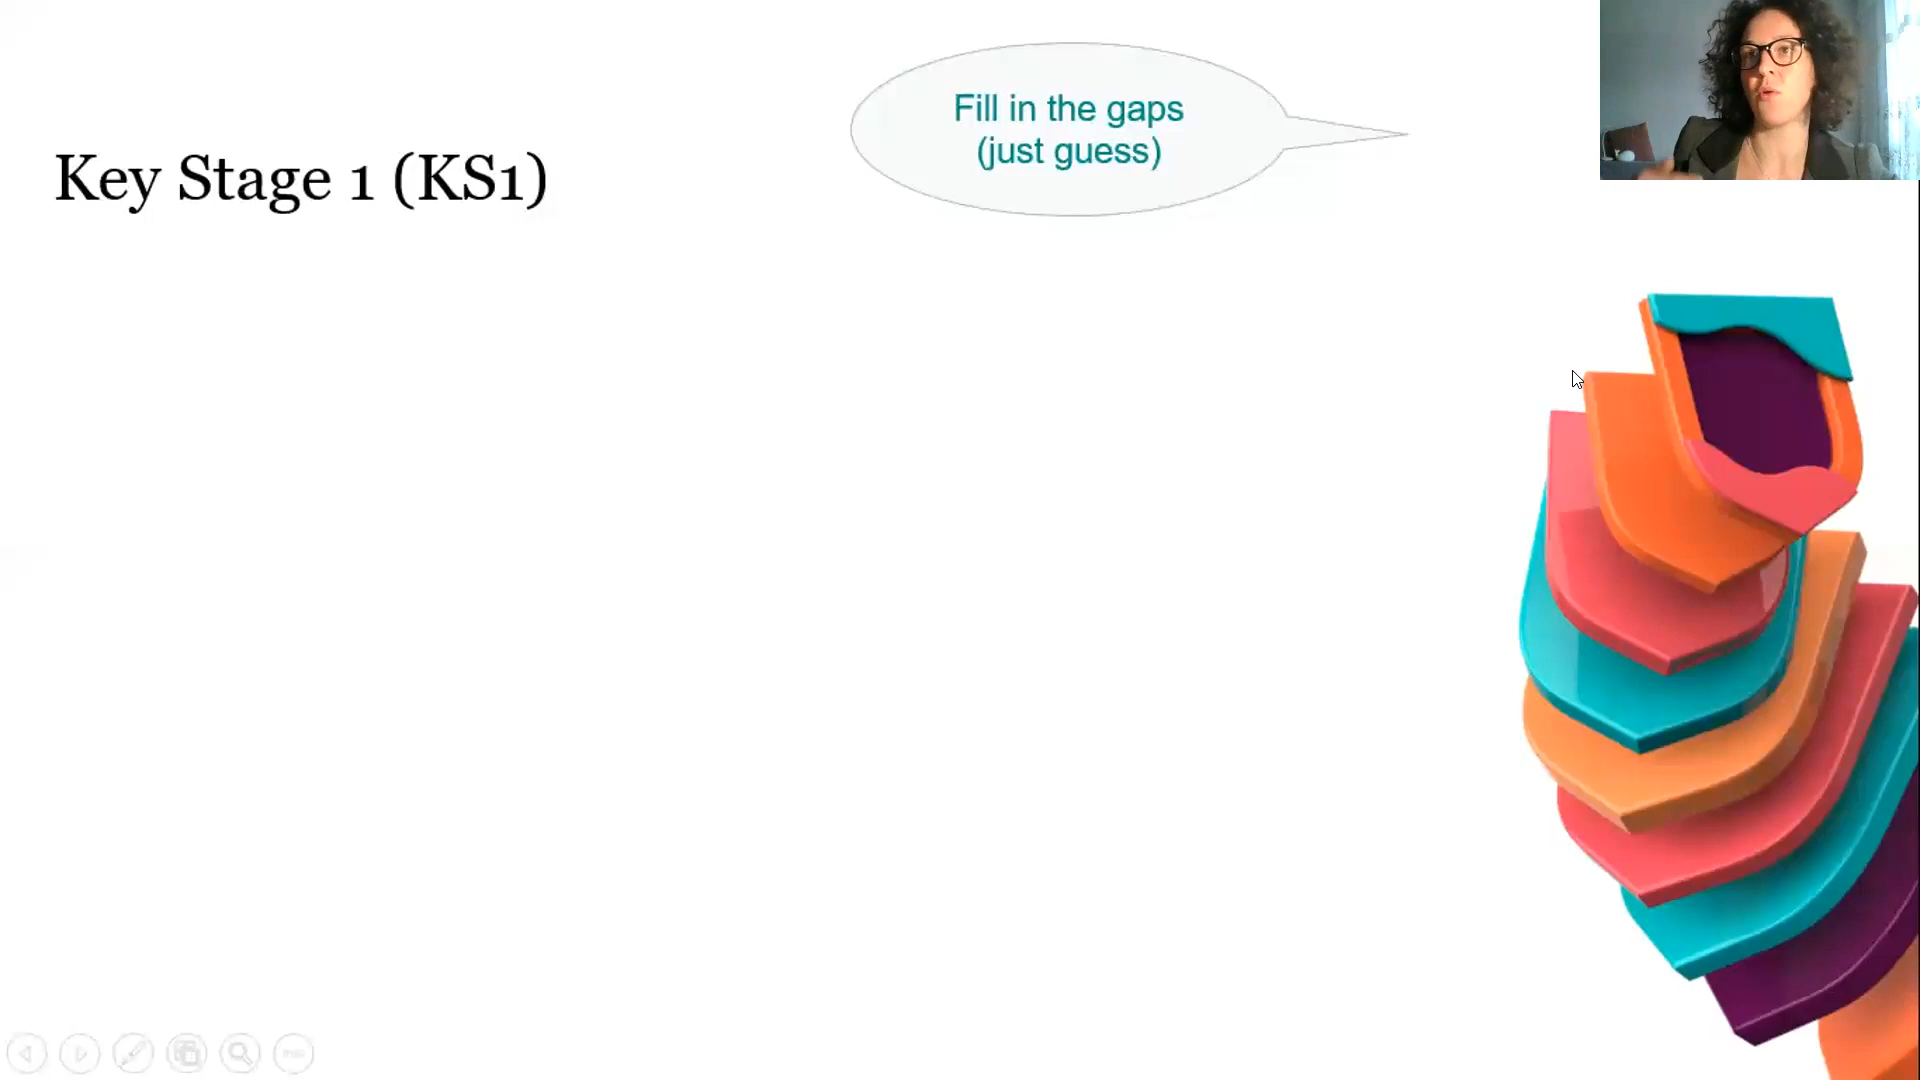 Fill in the gaps
(just guess)
Key Stage 1 (KS1)